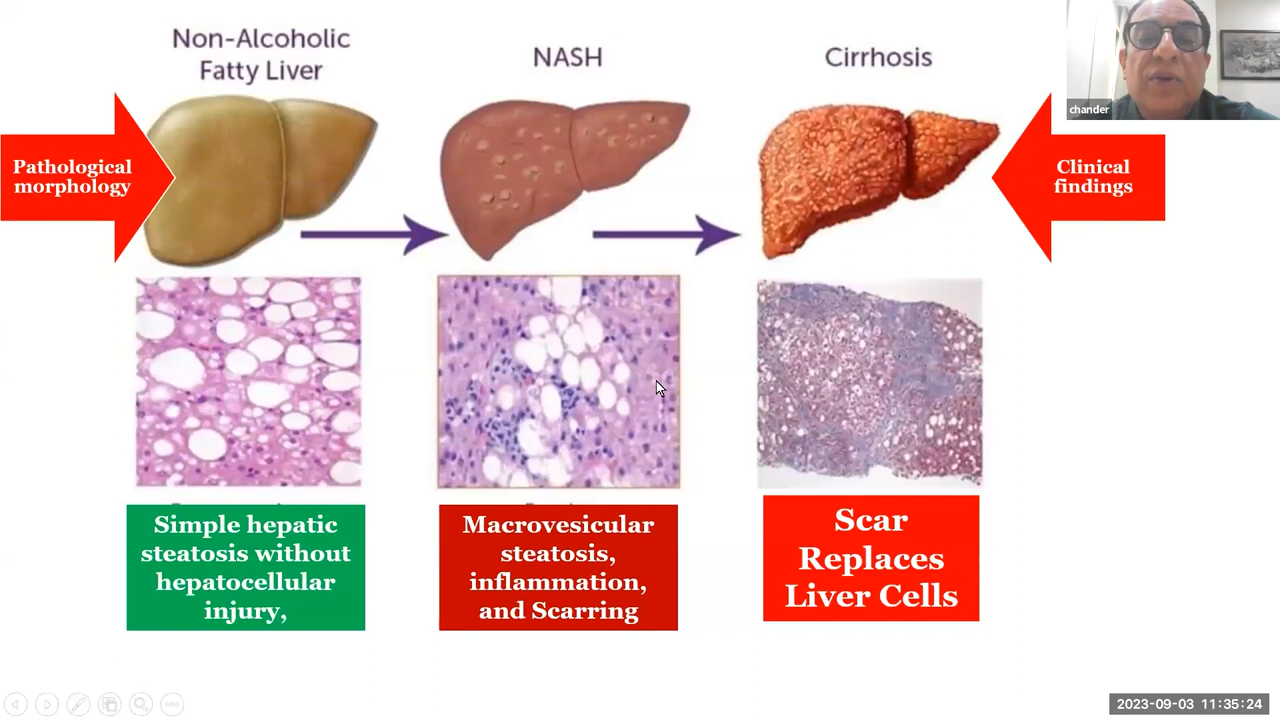 Non-Alcoholic
Fatty Liver
NASH
Cirrhosis
chander
Pathological
morphology
Clinical
findings
Simple hepatic
steatosis without
hepatocellular
injury,
Macrovesicular
steatosis,
inflammation,
and Scarring
Scar
Replaces
Liver Cells
2023-09-03 11:35:24